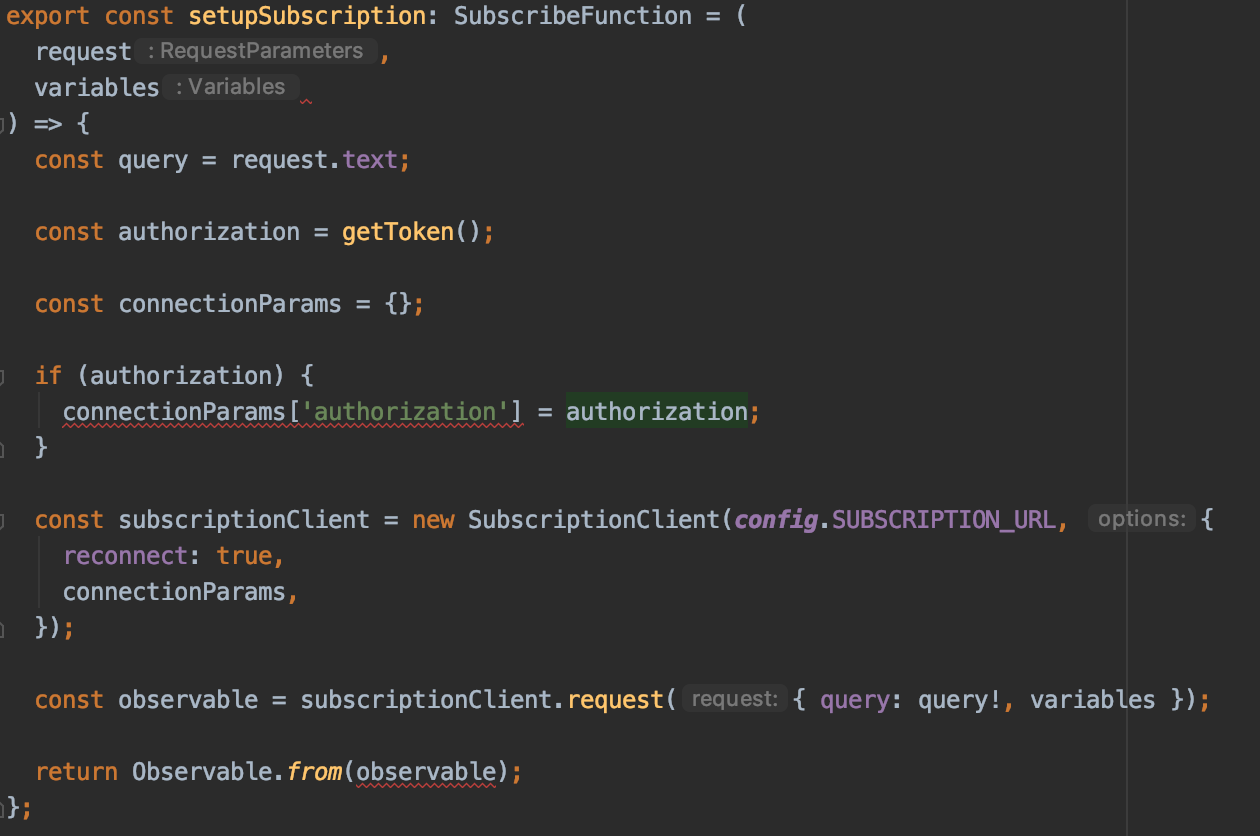 export const setupSubscription: SubscribeFunction = (
  request : RequestParameters ,
  variables : Variables
) => {
  const query = request.text;
  const authorization = getToken();
  const connectionParams = {};
  if (authorization) {
    connectionParams['authorization'] = authorization;
  }
  const subscriptionClient = new SubscriptionClient(config.SUBSCRIPTION_URL, options: {
    reconnect: true,
    connectionParams,
  });
  const observable = subscriptionClient.request( request: { query: query!, variables });
  return Observable.from(observable);
};